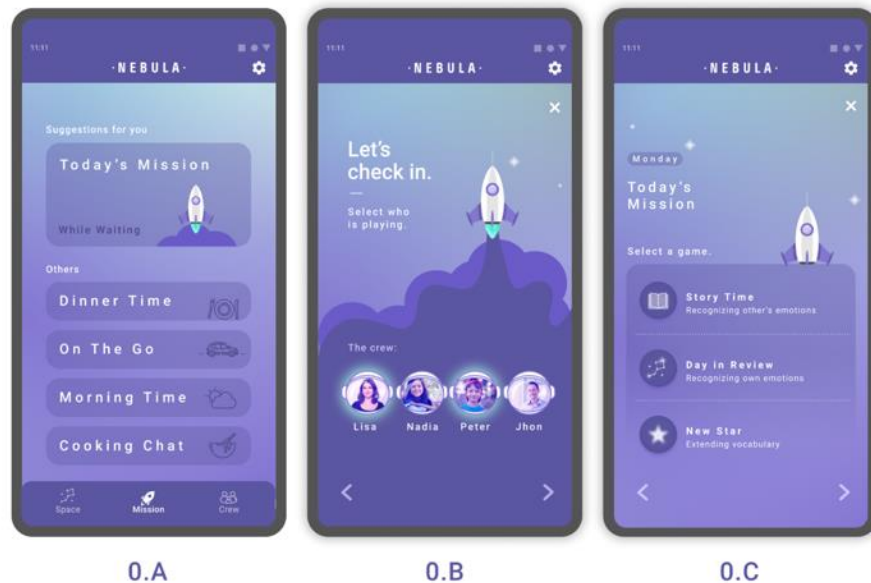 11:11
·NEBULA·
Suggestions for you
Today's Mission
While Waiting
Others
Dinner Time
On The Go
Morning Time
Cooking Chat
Space
Mission
Crew
0.A
11:11
·NEBULA·
Let's
check in.
Select who
is playing.
The crew:
Lisa Nadia Peter Jhon
0.B
11:11
·NEBULA·
Monday
Today's
Mission
Select a game.
Story Time
Recognizing other's emotions
Day in Review
Recognizing own emotions
New Star
Extending vocabulary
0.C